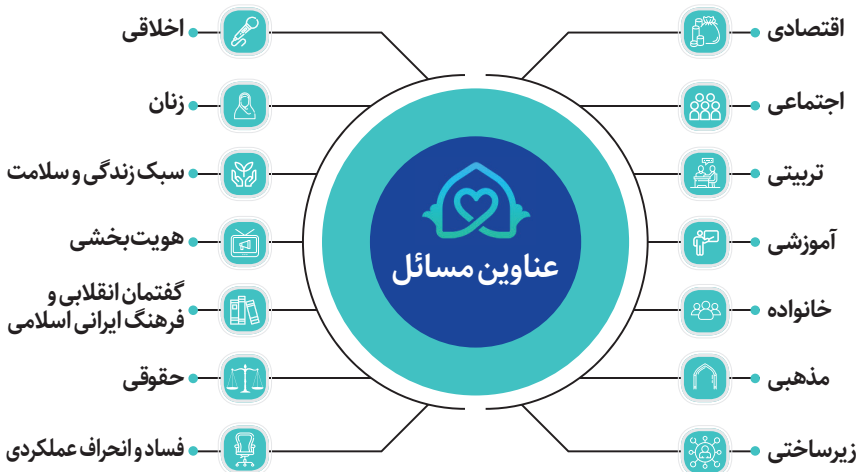 عناوین مسائل
اقتصادی
اجتماعی
تربیتی
آموزشی
خانواده
مذهبی
زیرساختی
اخلاقی
زنان
سبک زندگی و سلامت
هویت‌بخشی
گفتمان انقلابی و
فرهنگ ایرانی اسلامی
حقوقی
فساد و انحراف عملکردی